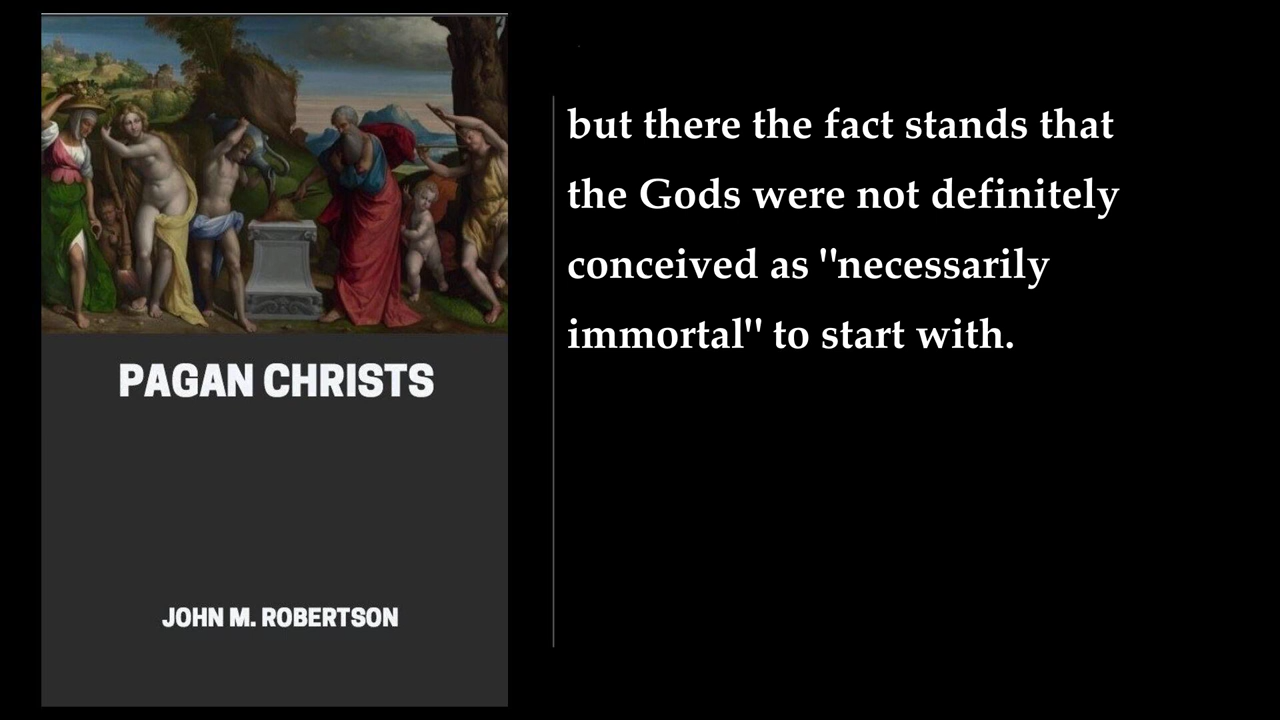 PAGAN CHRISTS
JOHN M. ROBERTSON
but there the fact stands that
the Gods were not definitely
conceived as "necessarily
immortal" to start with.